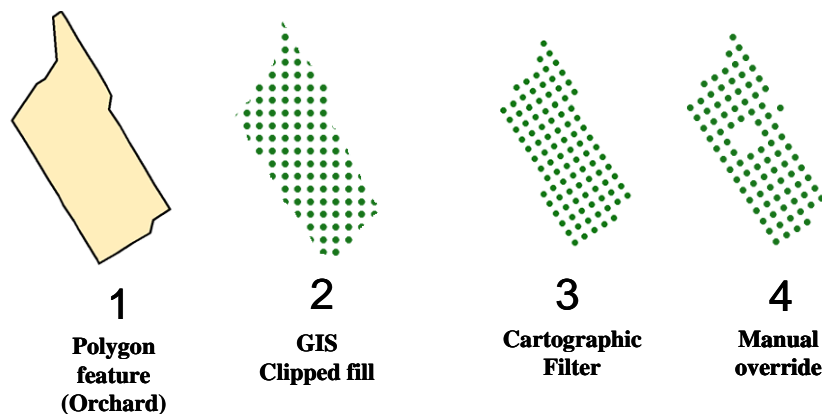 1
Polygon
feature
(Orchard)
2
GIS
Clipped fill
3
Cartographic
Filter
4
Manual
override